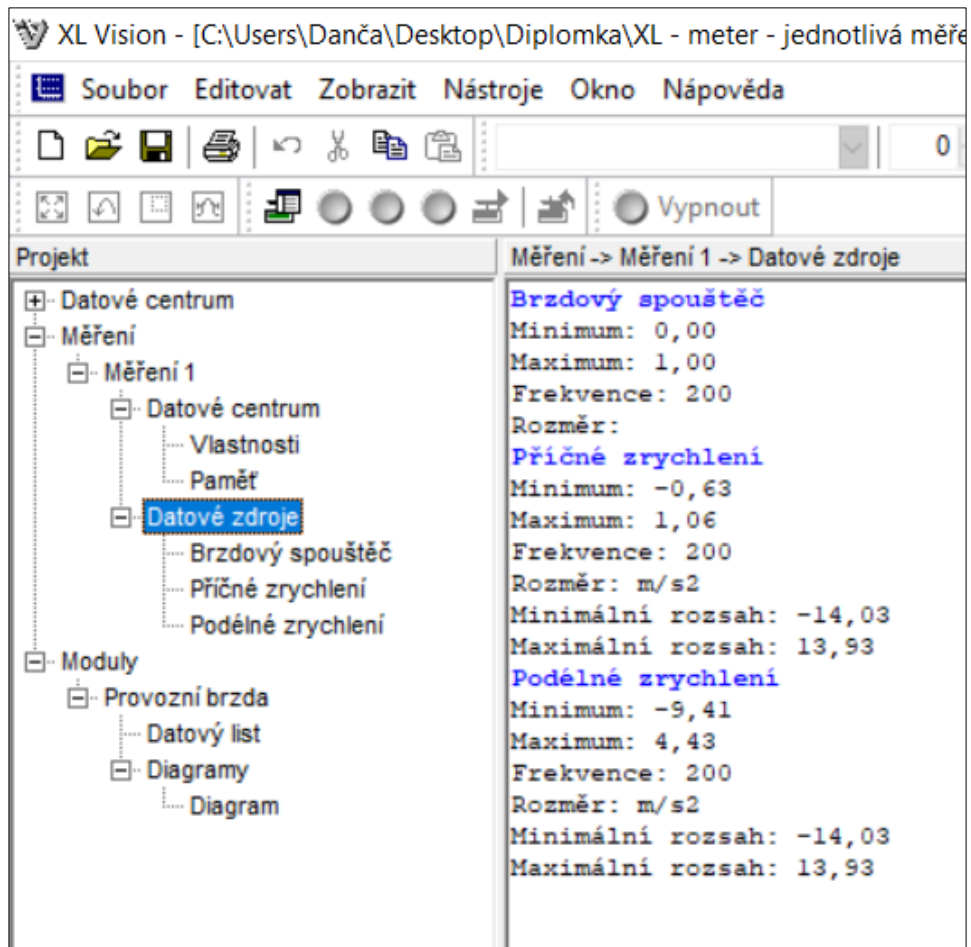 XL Vision - [C:\Users\Danča\Desktop\Diplomka\XL - meter - jednotlivá měře
Soubor Editovat Zobrazit Nástroje Okno Nápověda
0
Vypnout
Projekt
Datové centrum
Měření
Měření 1
Datové centrum
Vlastnosti
Paměť
Datové zdroje
Brzdový spouštěč
Příčné zrychlení
Podélné zrychlení
Moduly
Provozní brzda
Datový list
Diagramy
Diagram
Měření -> Měření 1 -> Datové zdroje
Brzdový spouštěč
Minimum: 0,00
Maximum: 1,00
Frekvence: 200
Rozměr:
Příčné zrychlení
Minimum: -0,63
Maximum: 1,06
Frekvence: 200
Rozměr: m/s2
Minimální rozsah: -14,03
Maximální rozsah: 13,93
Podélné zrychlení
Minimum: -9,41
Maximum: 4,43
Frekvence: 200
Rozměr: m/s2
Minimální rozsah: -14,03
Maximální rozsah: 13,93